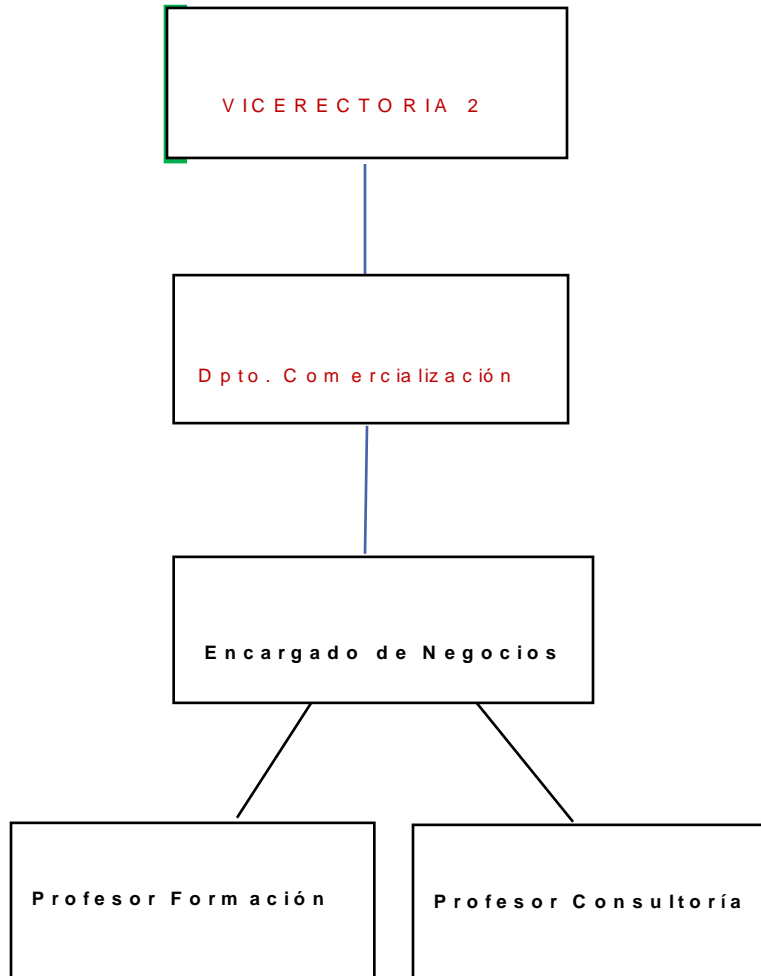 VICERECTORIA 2
Dpto. Comercialización
Encargado de Negocios
Profesor Formación
Profesor Consultoría